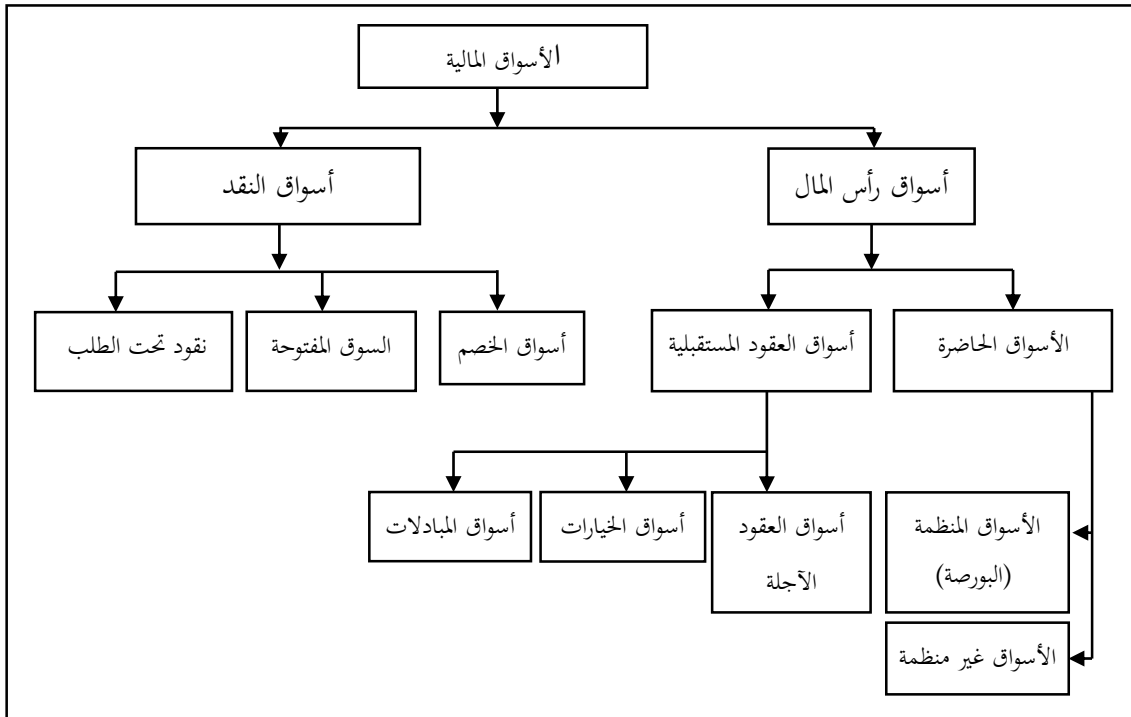 الأسواق المالية
أسواق رأس المال
أسواق النقد
الأسواق الحاضرة
أسواق العقود المستقبلية
أسواق الخصم
السوق المفتوحة
نقود تحت الطلب
الأسواق المنظمة
(البورصة)
أسواق العقود
الآجلة
أسواق الخيارات
أسواق المبادلات
الأسواق غير منظمة